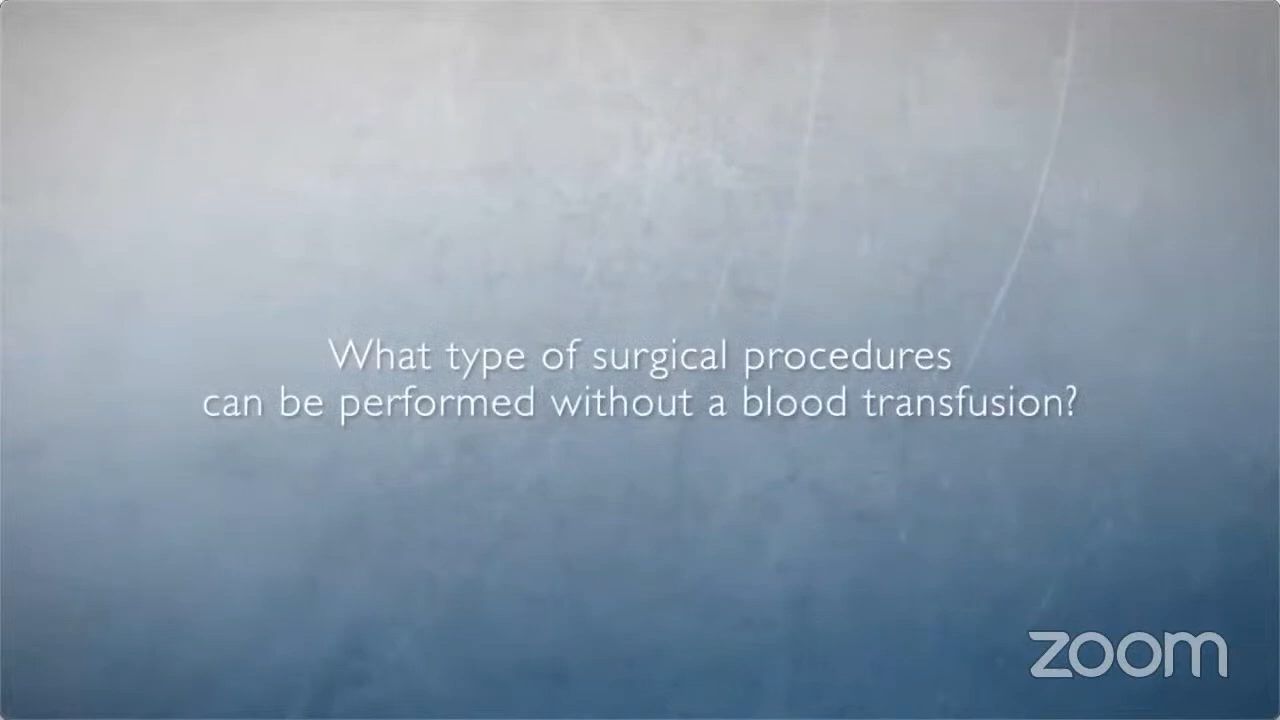 What type of surgical procedures
can be performed without a blood transfusion?
zoom